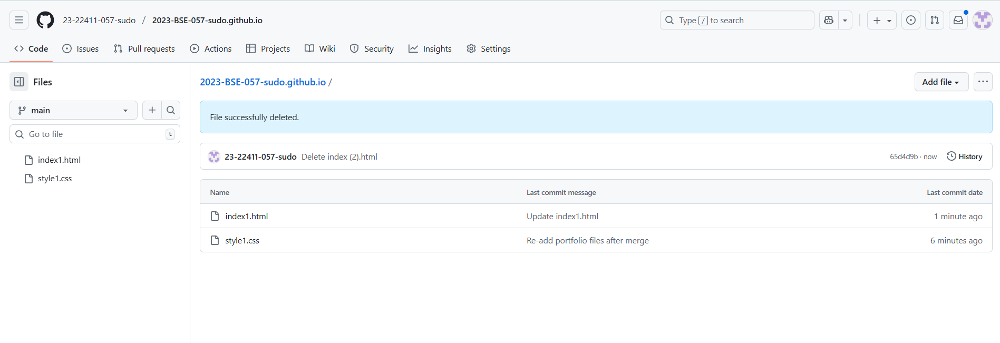 23-22411-057-sudo / 2023-BSE-057-sudo.github.io
Type / to search
Code Issues Pull requests Actions Projects Wiki Security Insights Settings
Files
main
Go to file t
index1.html
style1.css
2023-BSE-057-sudo.github.io /
Add file
File successfully deleted.
23-22411-057-sudo Delete index (2).html 65d4d9b · now History
Name Last commit message Last commit date
index1.html Update index1.html 1 minute ago
style1.css Re-add portfolio files after merge 6 minutes ago